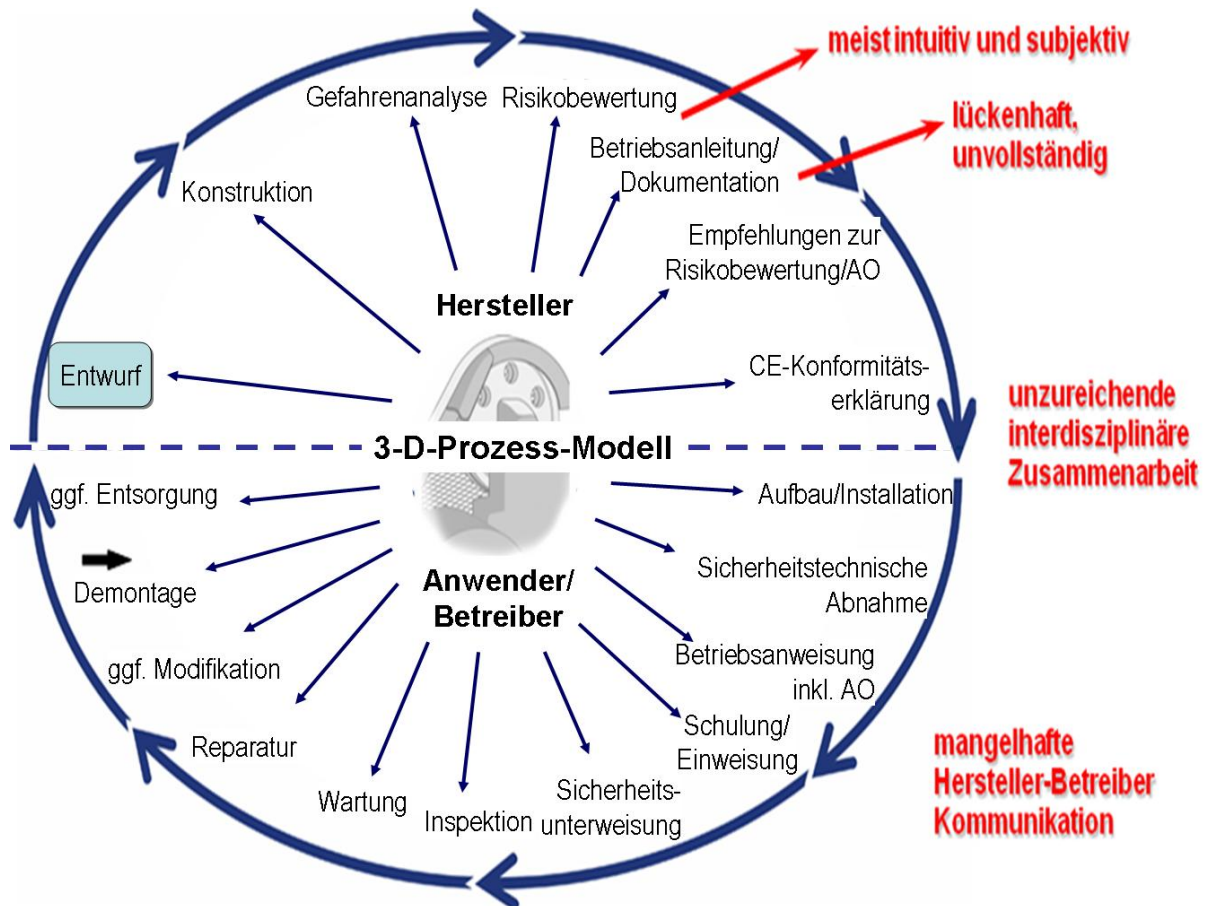 meist intuitiv und subjektiv
Gefahrenanalyse
Risikobewertung
lückenhaft,
unvollständig
Betriebsanleitung/
Dokumentation
Konstruktion
Empfehlungen zur
Risikobewertung/AO
Hersteller
Entwurf
CE-Konformitäts-
erklärung
unzureichende
interdisziplinäre
Zusammenarbeit
3-D-Prozess-Modell
ggf. Entsorgung
Aufbau/Installation
Demontage
Anwender/
Betreiber
Sicherheitstechnische
Abnahme
ggf. Modifikation
Betriebsanweisung
inkl. AO
Reparatur
Schulung/
Einweisung
mangelhafte
Hersteller-Betreiber
Kommunikation
Wartung
Inspektion
Sicherheits-
unterweisung